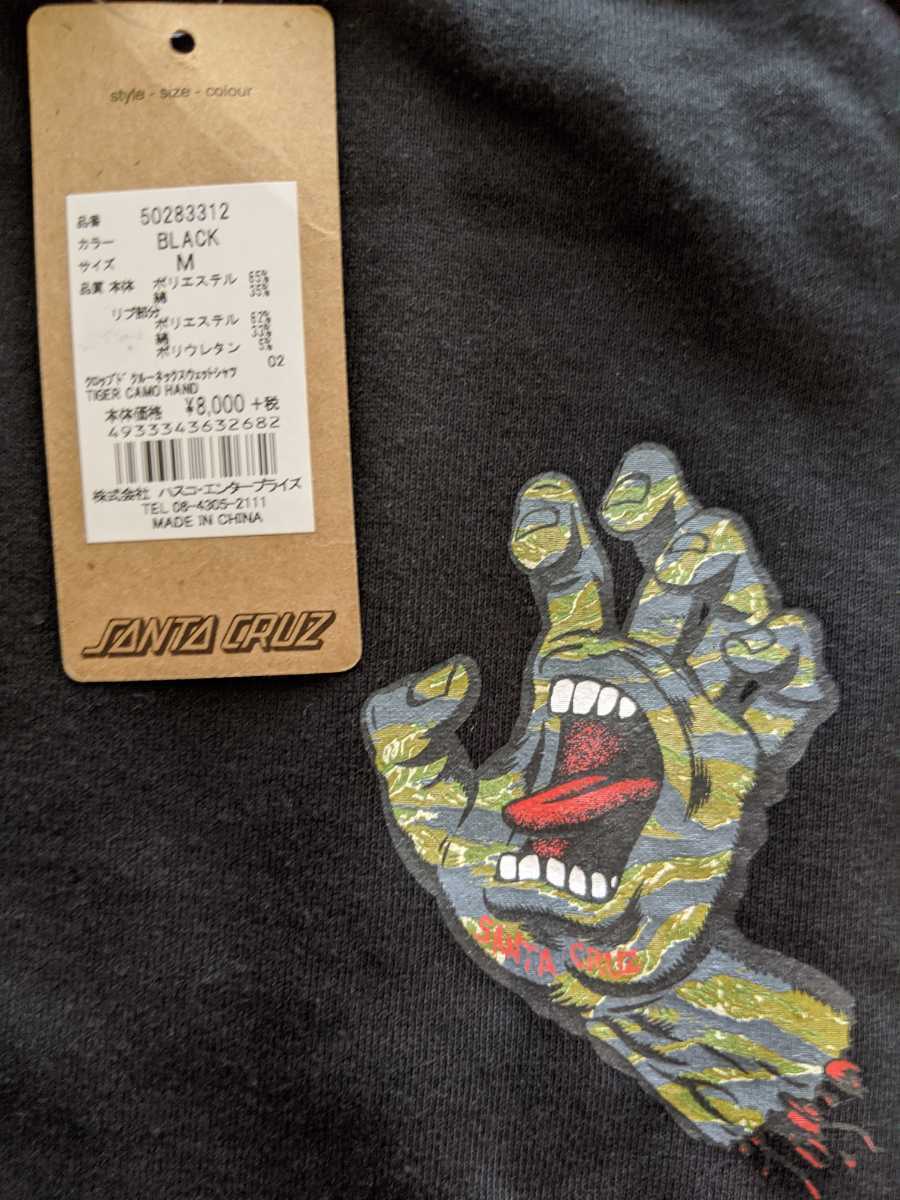 style - size - colour
品番 50283312
カラー BLACK
サイズ M
品質 本体 ポリエステル 65%
綿 35%
リブ部分
ポリエステル 62%
綿 33%
ポリウレタン 5%
02
クロップド クルーネックスウェットシャツ
TIGER CAMO HAND
本体価格 ¥8,000 +税
4933343632682
株式会社 ハスコ・エンタープライズ
TEL 06-4305-2111
MADE IN CHINA
SANTA CRUZ
SANTA CRUZ